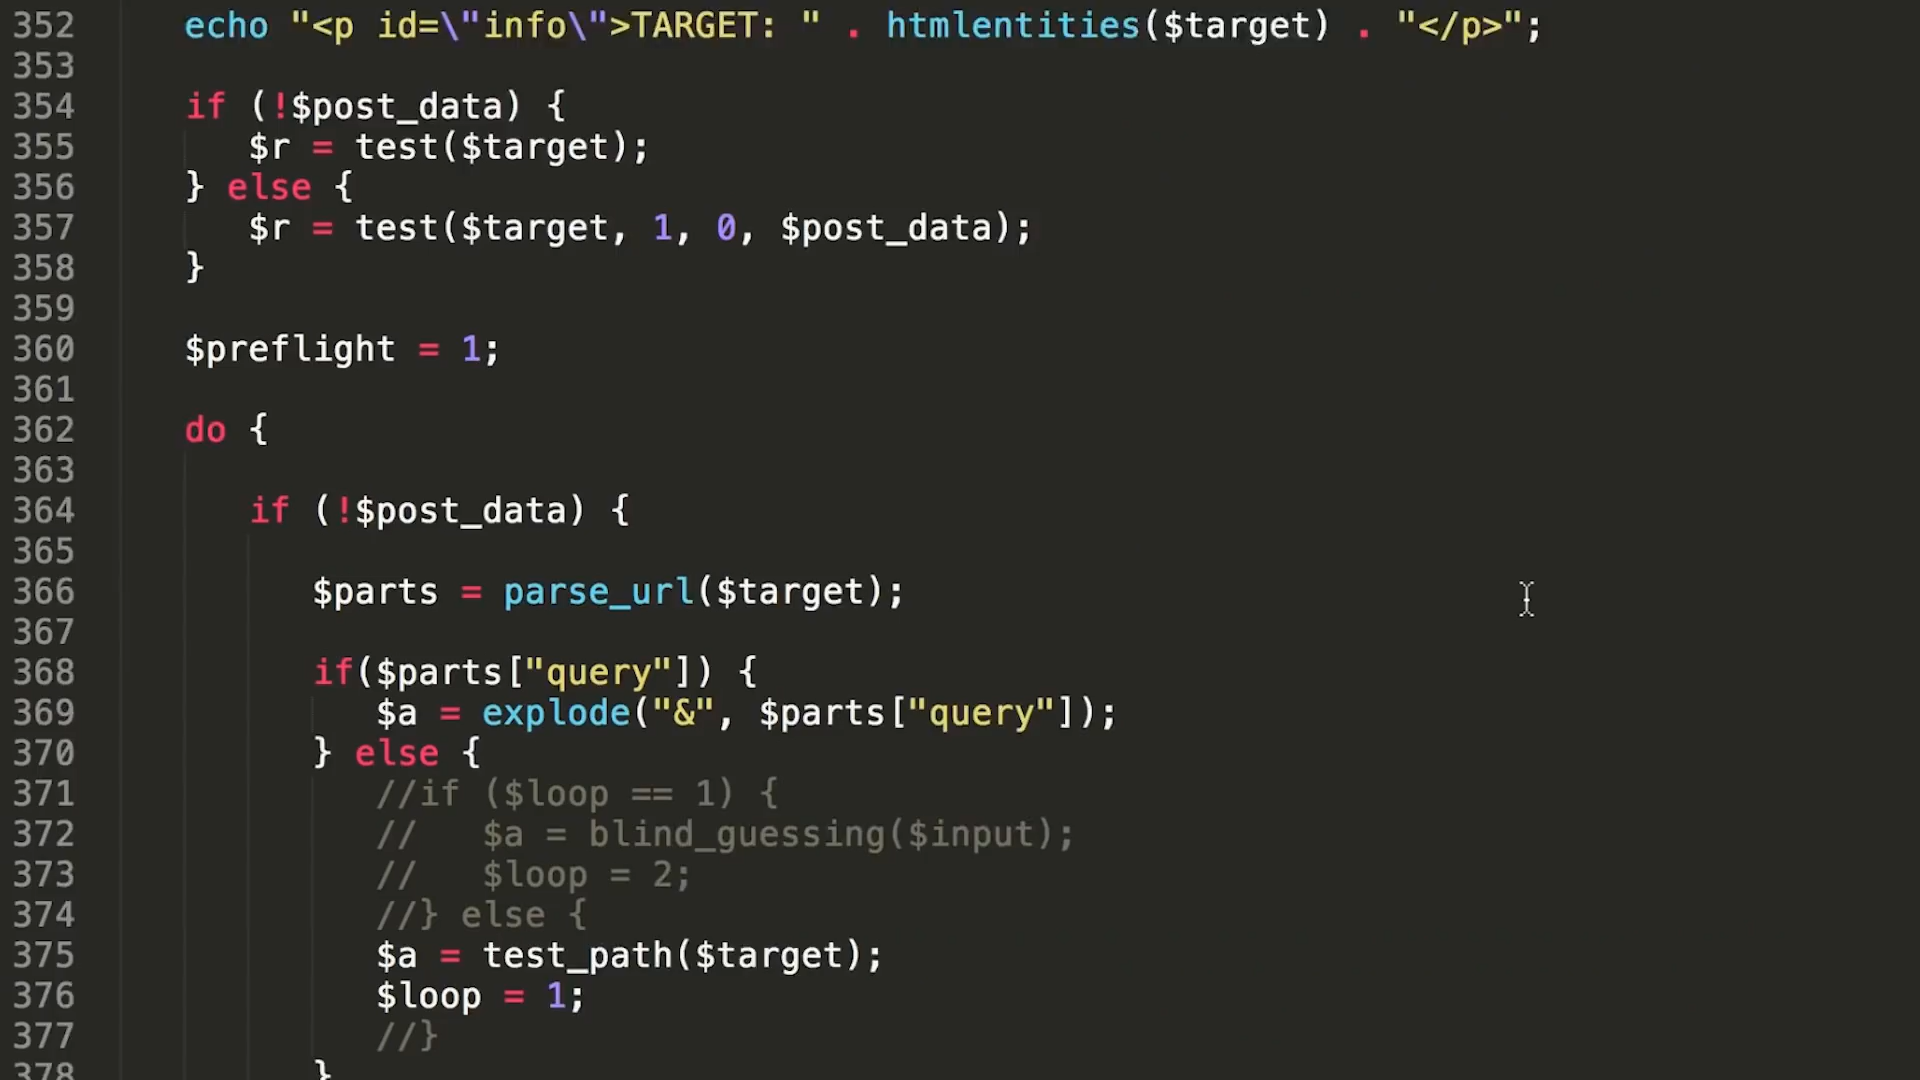 352 echo "<p id=\"info\">TARGET: " . htmlentities($target) . "</p>";
353
354 if (!$post_data) {
355 $r = test($target);
356 } else {
357 $r = test($target, 1, 0, $post_data);
358 }
359
360 $preflight = 1;
361
362 do {
363
364 if (!$post_data) {
365
366 $parts = parse_url($target);
367
368 if($parts["query"]) {
369 $a = explode("&", $parts["query"]);
370 } else {
371 //if ($loop == 1) {
372 // $a = blind_guessing($input);
373 // $loop = 2;
374 //} else {
375 $a = test_path($target);
376 $loop = 1;
377 //}
378 }